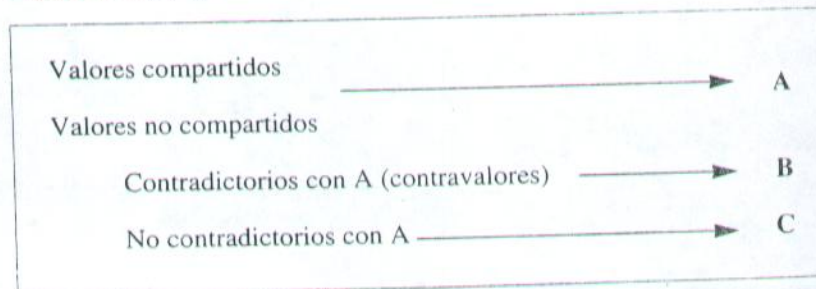 Valores compartidos A
Valores no compartidos
Contradictorios con A (contravalores) B
No contradictorios con A C